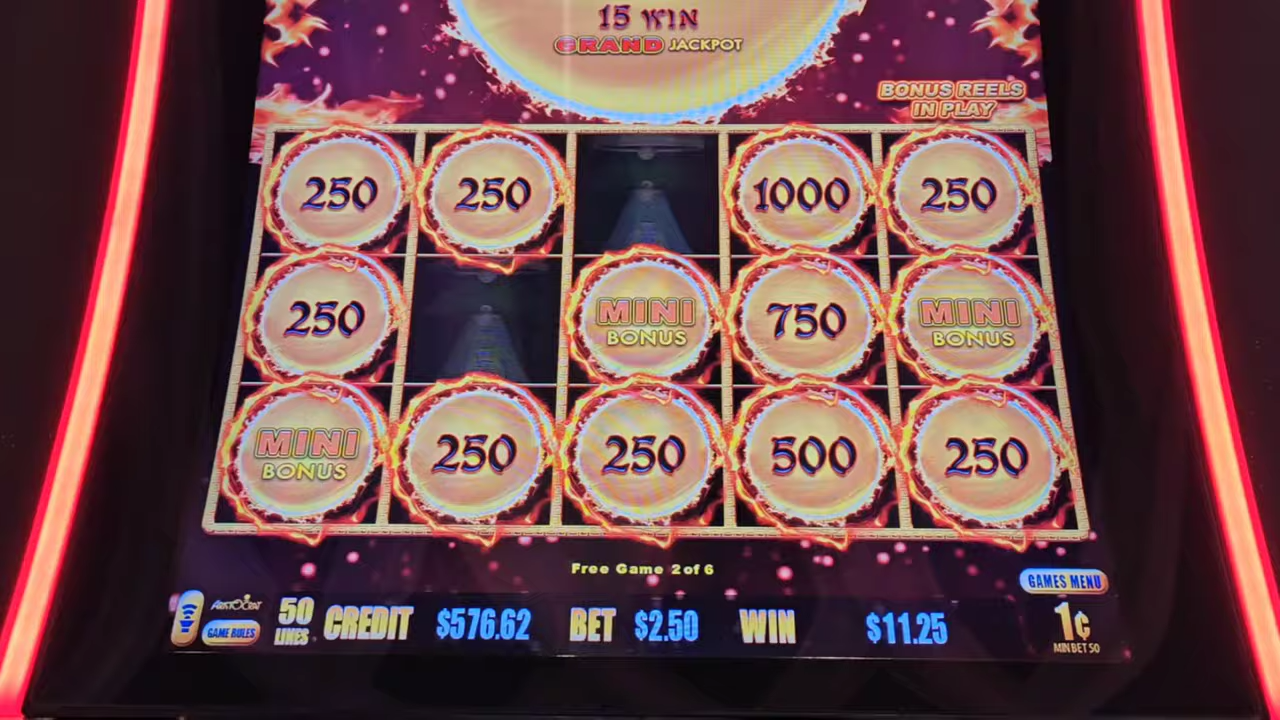 15 WIN
GRAND JACKPOT
BONUS REELS
IN PLAY
250 250 1000 250
250 MINI BONUS 750 MINI BONUS
MINI BONUS 250 250 500 250
Free Game 2 of 6
GAMES MENU
ARISTOCRAT
GAME RULES
50 LINES CREDIT $576.62 BET $2.50 WIN $11.25 1¢
MIN BET 50